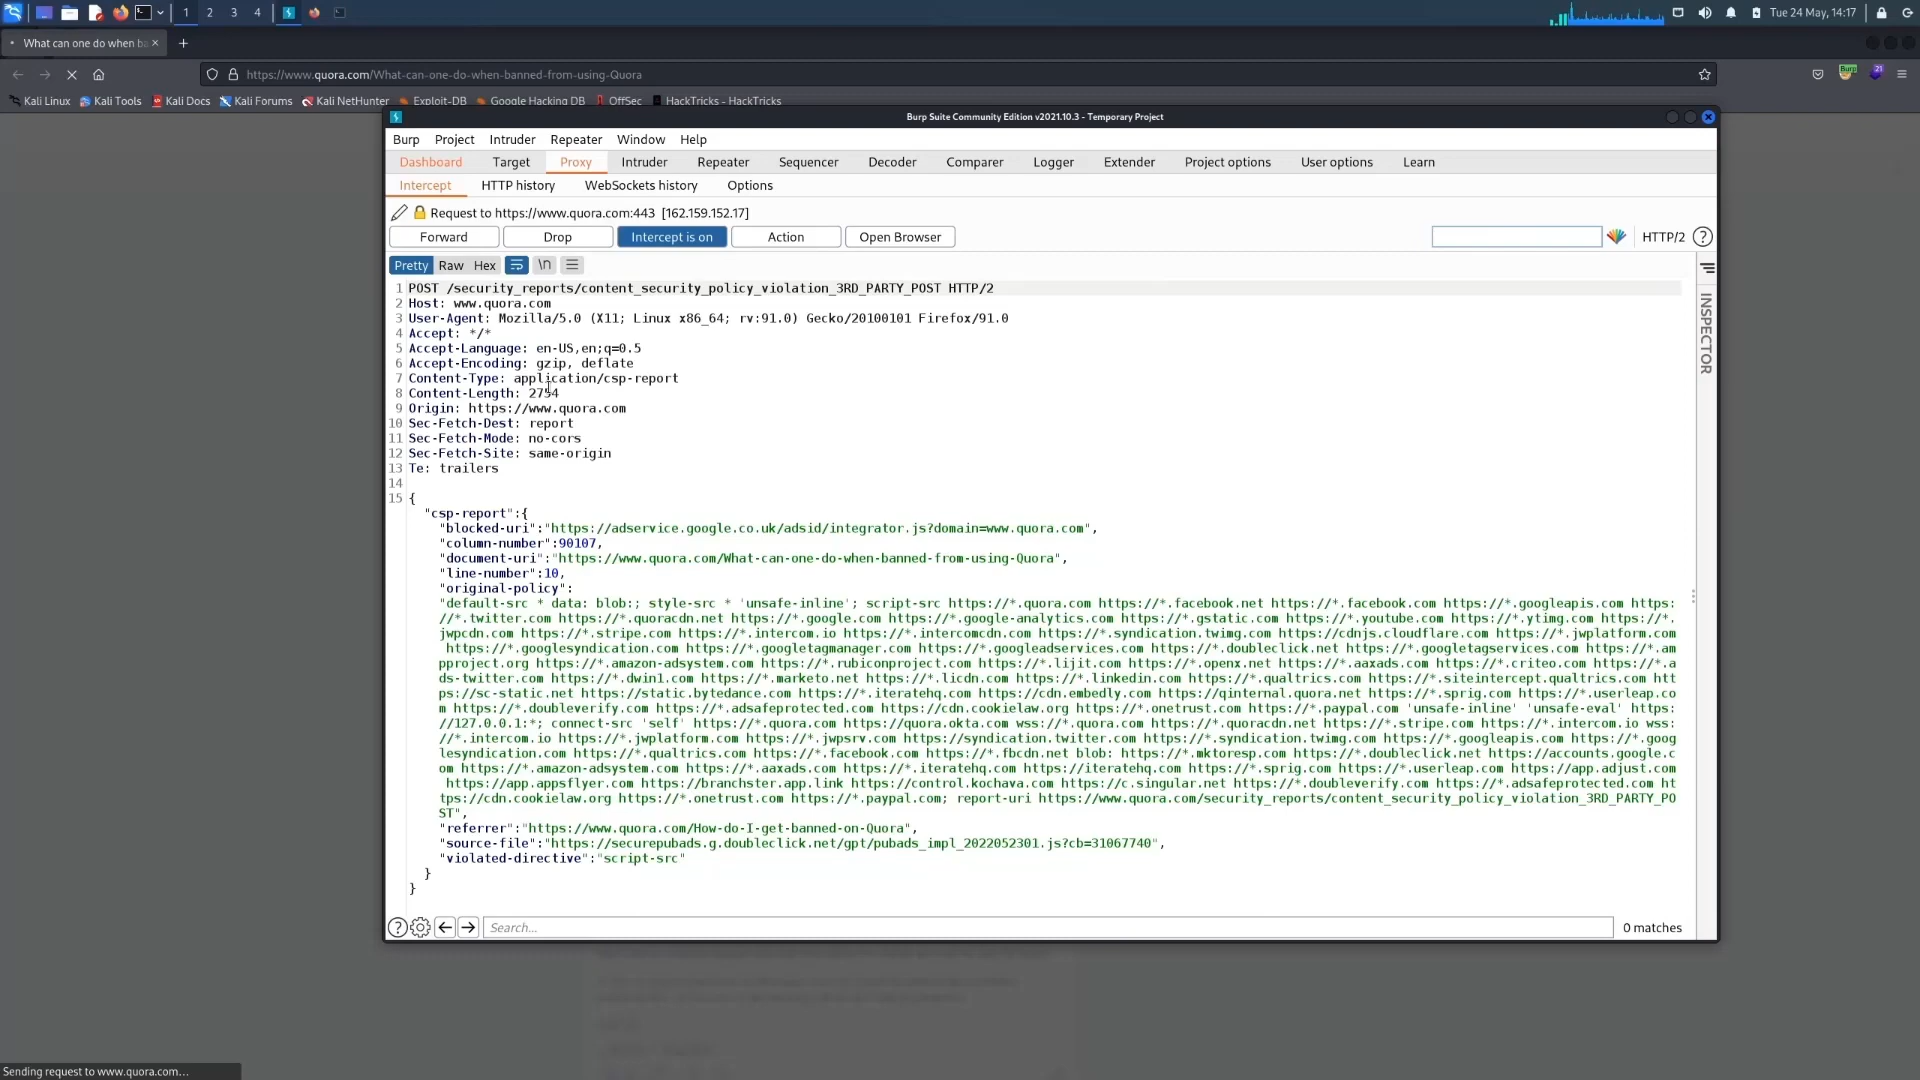 1 2 3 4 Tue 24 May, 14:17
What can one do when ba
https://www.quora.com/What-can-one-do-when-banned-from-using-Quora Burp 21
Kali Linux Kali Tools Kali Docs Kali Forums Kali NetHunter Exploit-DB Google Hacking DB OffSec HackTricks - HackTricks
Burp Suite Community Edition v2021.10.3 - Temporary Project
Burp Project Intruder Repeater Window Help
Dashboard Target Proxy Intruder Repeater Sequencer Decoder Comparer Logger Extender Project options User options Learn
Intercept HTTP history WebSockets history Options
Request to https://www.quora.com:443 [162.159.152.17]
Forward Drop Intercept is on Action Open Browser HTTP/2 ?
Pretty Raw Hex \n
INSPECTOR
1 POST /security_reports/content_security_policy_violation_3RD_PARTY_POST HTTP/2
2 Host: www.quora.com
3 User-Agent: Mozilla/5.0 (X11; Linux x86_64; rv:91.0) Gecko/20100101 Firefox/91.0
4 Accept: */*
5 Accept-Language: en-US,en;q=0.5
6 Accept-Encoding: gzip, deflate
7 Content-Type: application/csp-report
8 Content-Length: 2754
9 Origin: https://www.quora.com
10 Sec-Fetch-Dest: report
11 Sec-Fetch-Mode: no-cors
12 Sec-Fetch-Site: same-origin
13 Te: trailers
14
15 {
"csp-report":{
"blocked-uri":"https://adservice.google.co.uk/adsid/integrator.js?domain=www.quora.com",
"column-number":90107,
"document-uri":"https://www.quora.com/What-can-one-do-when-banned-from-using-Quora",
"line-number":10,
"original-policy":
"default-src * data: blob:; style-src * 'unsafe-inline'; script-src https://*.quora.com https://*.facebook.net https://*.facebook.com https://*.googleapis.com https:
//*.twitter.com https://*.quoracdn.net https://*.google.com https://*.google-analytics.com https://*.gstatic.com https://*.youtube.com https://*.ytimg.com https://*.
jwpcdn.com https://*.stripe.com https://*.intercom.io https://*.intercomcdn.com https://*.syndication.twimg.com https://cdnjs.cloudflare.com https://*.jwplatform.com
https://*.googlesyndication.com https://*.googletagmanager.com https://*.googleadservices.com https://*.doubleclick.net https://*.googletagservices.com https://*.am
pproject.org https://*.amazon-adsystem.com https://*.rubiconproject.com https://*.lijit.com https://*.openx.net https://*.aaxads.com https://*.criteo.com https://*.a
ds-twitter.com https://*.dwin1.com https://*.marketo.net https://*.licdn.com https://*.linkedin.com https://*.qualtrics.com https://*.siteintercept.qualtrics.com htt
ps://sc-static.net https://static.bytedance.com https://*.iteratehq.com https://cdn.embedly.com https://qinternal.quora.net https://*.sprig.com https://*.userleap.co
m https://*.doubleverify.com https://*.adsafeprotected.com https://cdn.cookielaw.org https://*.onetrust.com https://*.paypal.com 'unsafe-inline' 'unsafe-eval' https:
//127.0.0.1:*; connect-src 'self' https://*.quora.com https://quora.okta.com wss://*.quora.com https://*.quoracdn.net https://*.stripe.com https://*.intercom.io wss:
//*.intercom.io https://*.jwplatform.com https://*.jwpsrv.com https://syndication.twitter.com https://*.syndication.twimg.com https://*.googleapis.com https://*.goog
lesyndication.com https://*.qualtrics.com https://*.facebook.com https://*.fbcdn.net blob: https://*.mktoresp.com https://*.doubleclick.net https://accounts.google.c
om https://*.amazon-adsystem.com https://*.aaxads.com https://*.iteratehq.com https://iteratehq.com https://*.sprig.com https://*.userleap.com https://app.adjust.com
https://app.appsflyer.com https://branchster.app.link https://control.kochava.com https://c.singular.net https://*.doubleverify.com https://*.adsafeprotected.com ht
tps://cdn.cookielaw.org https://*.onetrust.com https://*.paypal.com; report-uri https://www.quora.com/security_reports/content_security_policy_violation_3RD_PARTY_PO
ST",
"referrer":"https://www.quora.com/How-do-I-get-banned-on-Quora",
"source-file":"https://securepubads.g.doubleclick.net/gpt/pubads_impl_2022052301.js?cb=31067740",
"violated-directive":"script-src"
}
}
? Search... 0 matches
Sending request to www.quora.com...